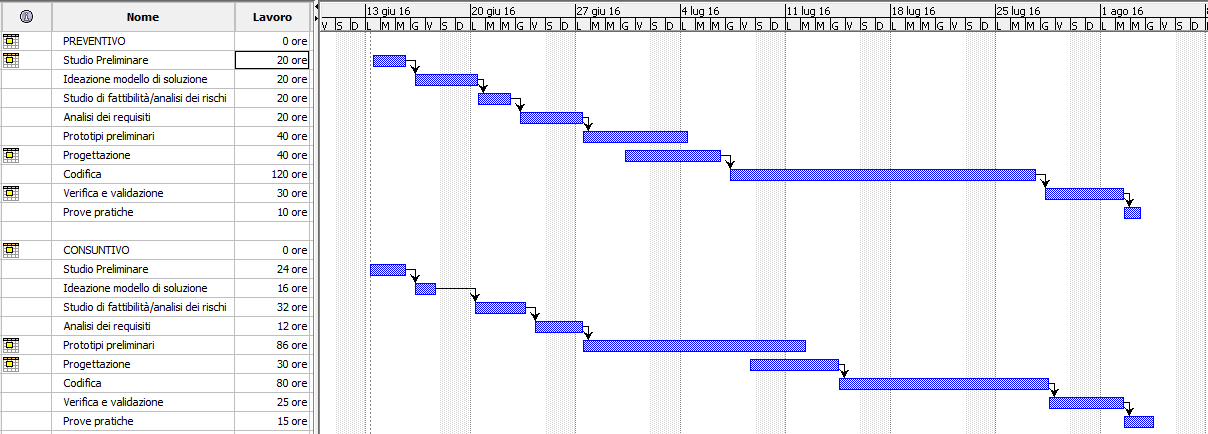 Nome Lavoro 13 giu 16 20 giu 16 27 giu 16 4 lug 16 11 lug 16 18 lug 16 25 lug 16 1 ago 16
V S D L M M G V S D L M M G V S D L M M G V S D L M M G V S D L M M G V S D L M M G V S D L M M G V S D L M M G V S D
PREVENTIVO 0 ore
Studio Preliminare 20 ore
Ideazione modello di soluzione 20 ore
Studio di fattibilità/analisi dei rischi 20 ore
Analisi dei requisiti 20 ore
Prototipi preliminari 40 ore
Progettazione 40 ore
Codifica 120 ore
Verifica e validazione 30 ore
Prove pratiche 10 ore
CONSUNTIVO 0 ore
Studio Preliminare 24 ore
Ideazione modello di soluzione 16 ore
Studio di fattibilità/analisi dei rischi 32 ore
Analisi dei requisiti 12 ore
Prototipi preliminari 86 ore
Progettazione 30 ore
Codifica 80 ore
Verifica e validazione 25 ore
Prove pratiche 15 ore